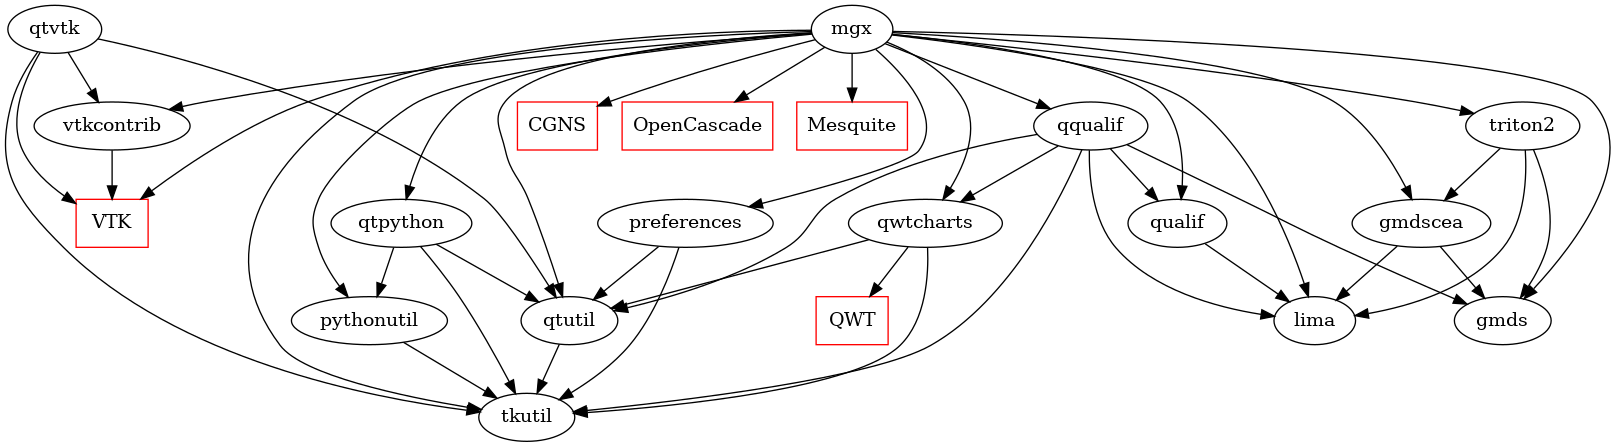 qtvtk
mgx
vtkcontrib
CGNS
OpenCascade
Mesquite
qqualif
triton2
VTK
qtpython
preferences
qwtcharts
qualif
gmdscea
pythonutil
qtutil
QWT
lima
gmds
tkutil